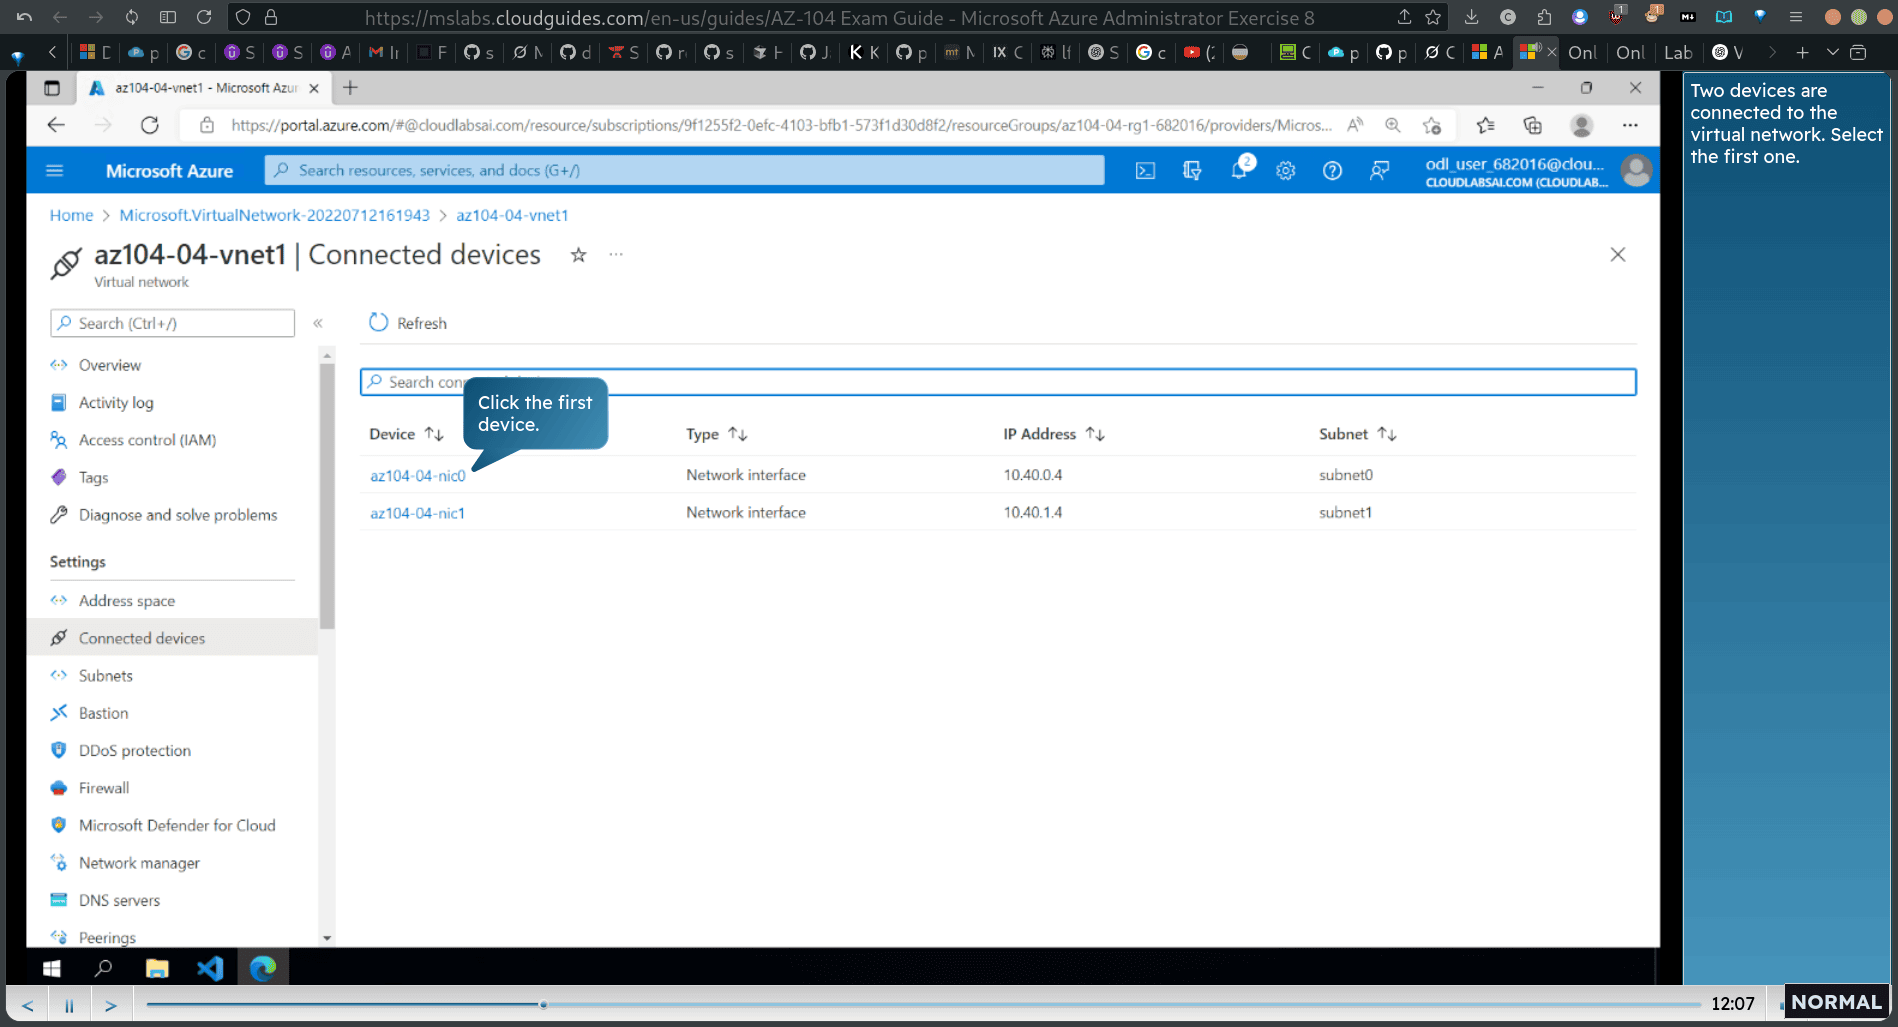 https://mslabs.cloudguides.com/en-us/guides/AZ-104 Exam Guide - Microsoft Azure Administrator Exercise 8
az104-04-vnet1 - Microsoft Azur
https://portal.azure.com/#@cloudlabsai.com/resource/subscriptions/9f1255f2-0efc-4103-bfb1-573f1d30d8f2/resourceGroups/az104-04-rg1-682016/providers/Micros...
Microsoft Azure
Search resources, services, and docs (G+/)
2
odl_user_682016@clou...
CLOUDLABSAI.COM (CLOUDLAB...
Home > Microsoft.VirtualNetwork-20220712161943 > az104-04-vnet1
az104-04-vnet1 | Connected devices
Virtual network
Search (Ctrl+/)
«
Overview
Activity log
Access control (IAM)
Tags
Diagnose and solve problems
Settings
Address space
Connected devices
Subnets
Bastion
DDoS protection
Firewall
Microsoft Defender for Cloud
Network manager
DNS servers
Peerings
Refresh
Search con
Click the first
device.
Device Type IP Address Subnet
az104-04-nic0 Network interface 10.40.0.4 subnet0
az104-04-nic1 Network interface 10.40.1.4 subnet1
Two devices are
connected to the
virtual network. Select
the first one.
12:07
NORMAL